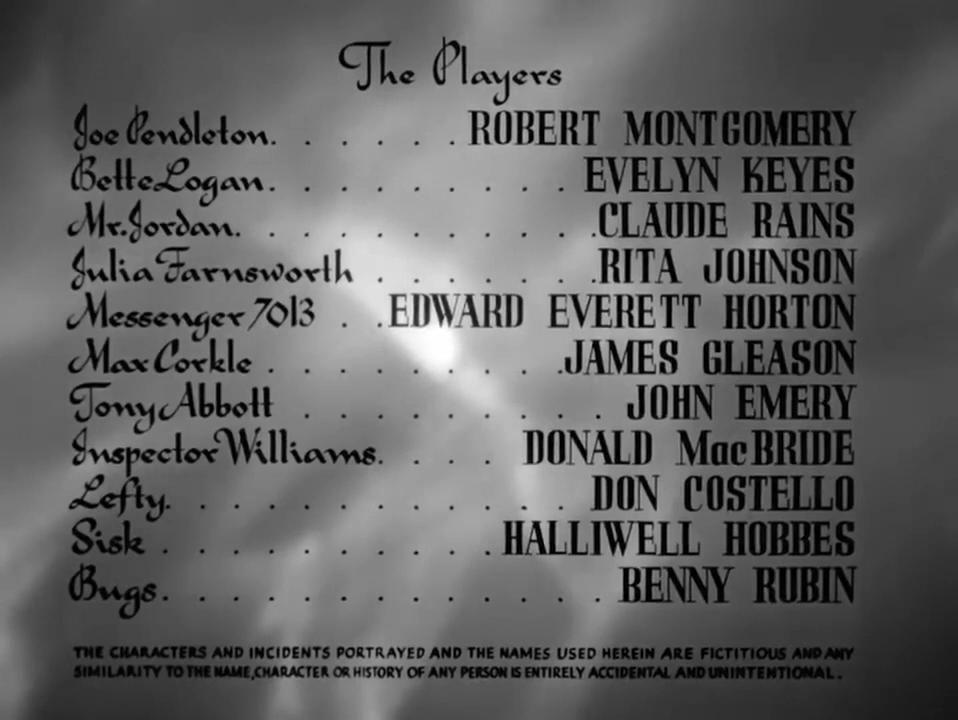 The Players
Joe Pendleton. . . . . . ROBERT MONTGOMERY
Bette Logan. . . . . . . . . . EVELYN KEYES
Mr. Jordan. . . . . . . . . . . .CLAUDE RAINS
Julia Farnsworth . . . . . . .RITA JOHNSON
Messenger 7013 . .EDWARD EVERETT HORTON
Max Corkle . . . . . . . . . .JAMES GLEASON
Tony Abbott . . . . . . . . . JOHN EMERY
Inspector Williams. . . . . DONALD MacBRIDE
Lefty. . . . . . . . . . . . . DON COSTELLO
Sisk . . . . . . . . . . . .HALLIWELL HOBBES
Bugs. . . . . . . . . . . . . . BENNY RUBIN
THE CHARACTERS AND INCIDENTS PORTRAYED AND THE NAMES USED HEREIN ARE FICTITIOUS AND ANY
SIMILARITY TO THE NAME, CHARACTER OR HISTORY OF ANY PERSON IS ENTIRELY ACCIDENTAL AND UNINTENTIONAL.